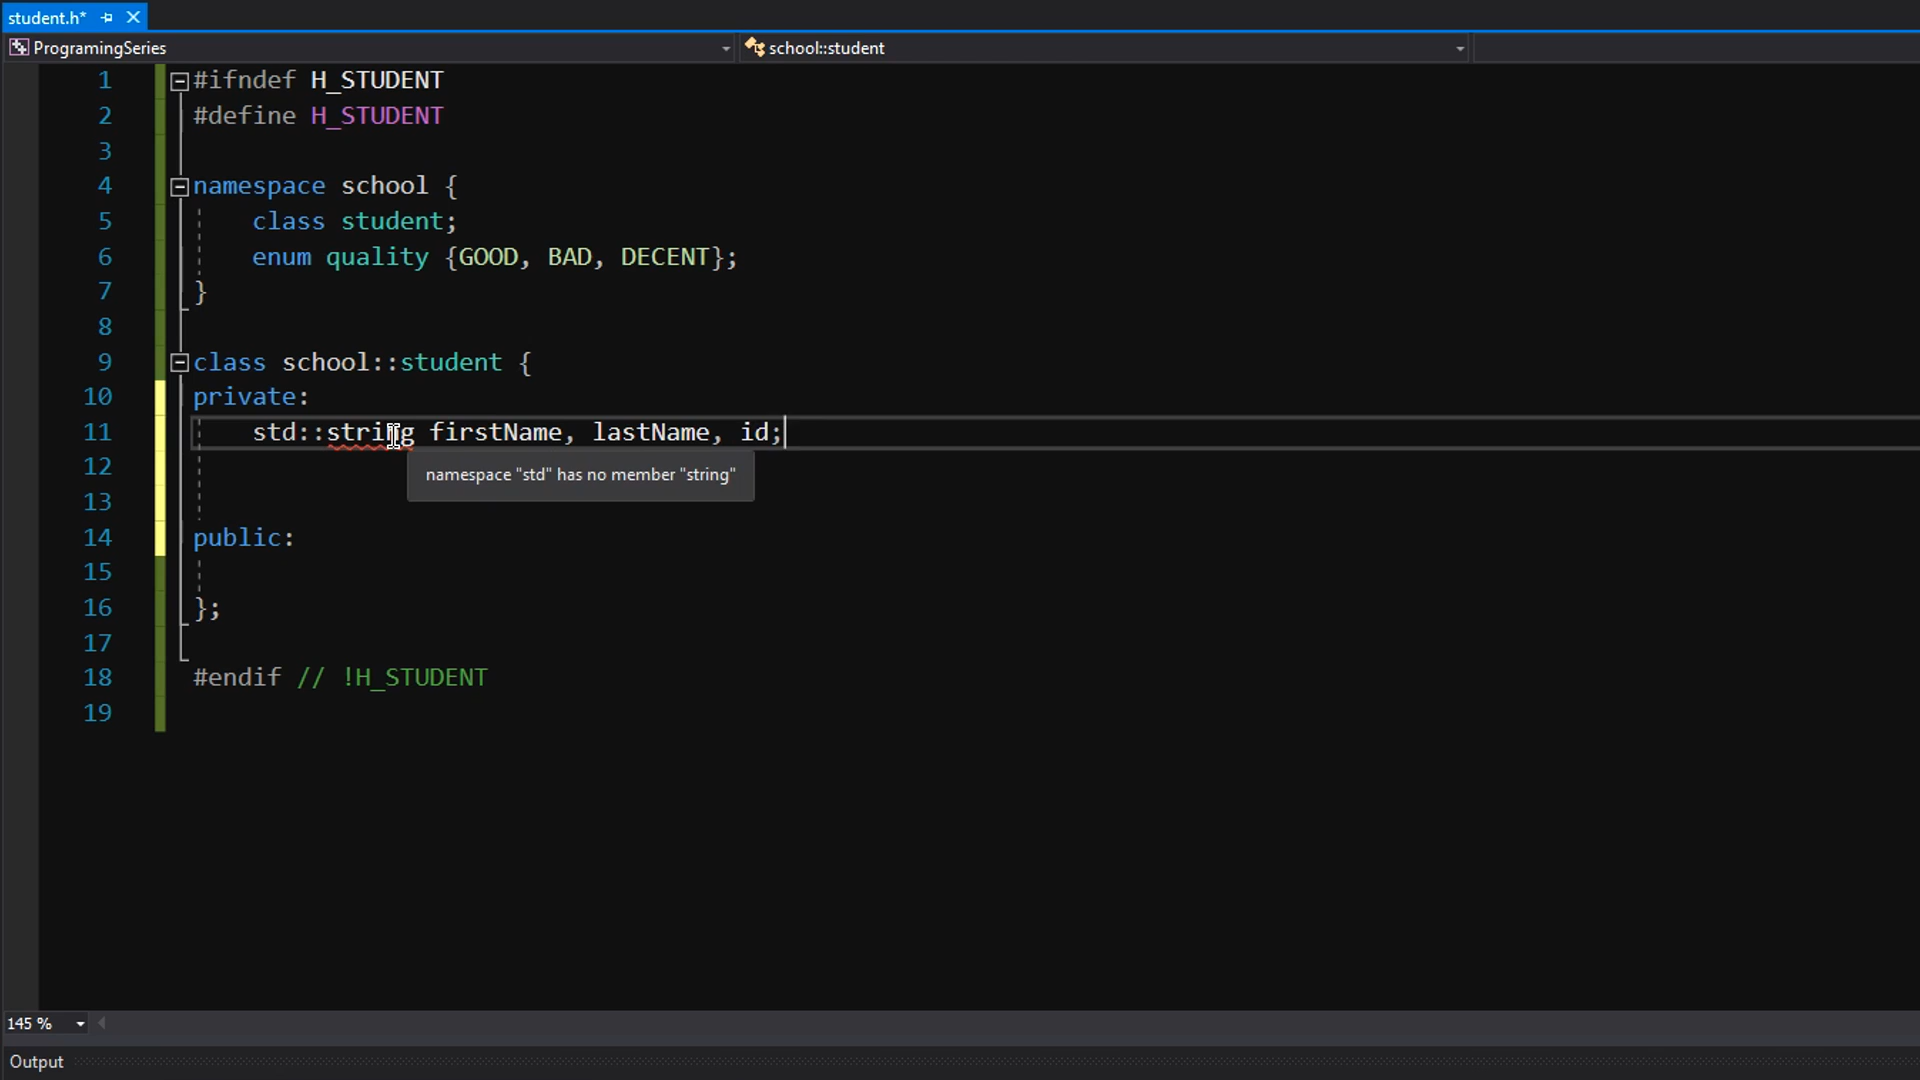 student.h*
ProgramingSeries school::student
1 #ifndef H_STUDENT
2 #define H_STUDENT
3
4 namespace school {
5 class student;
6 enum quality {GOOD, BAD, DECENT};
7 }
8
9 class school::student {
10 private:
11 std::string firstName, lastName, id;
12 namespace "std" has no member "string"
13
14 public:
15
16 };
17
18 #endif // !H_STUDENT
19
145 %
Output